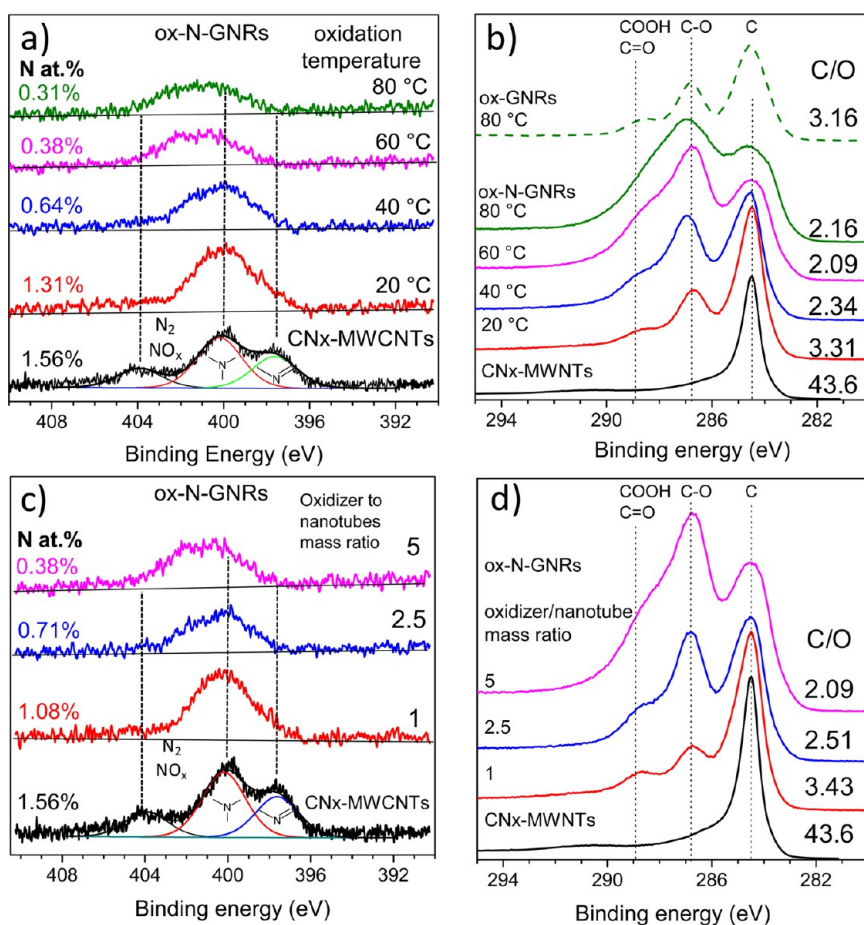 a)
ox-N-GNRs
oxidation
temperature
N at.%
0.31%
80 °C
0.38%
60 °C
0.64%
40 °C
1.31%
20 °C
N₂
NOₓ
CNx-MWCNTs
1.56%
N
N
408 404 400 396 392
Binding Energy (eV)
b)
COOH
C=O
C-O
C
C/O
ox-GNRs
80 °C
3.16
ox-N-GNRs
80 °C
2.16
60 °C
2.09
40 °C
2.34
20 °C
3.31
CNx-MWNTs
43.6
294 290 286 282
Binding energy (eV)
c)
ox-N-GNRs
Oxidizer to
nanotubes
mass ratio
N at.%
0.38%
5
0.71%
2.5
1.08%
1
N₂
NOₓ
1.56%
CNx-MWCNTs
N
N
408 404 400 396 392
Binding energy (eV)
d)
COOH
C=O
C-O
C
ox-N-GNRs
oxidizer/nanotube
mass ratio
C/O
5
2.09
2.5
2.51
1
3.43
CNx-MWNTs
43.6
294 290 286 282
Binding energy (eV)